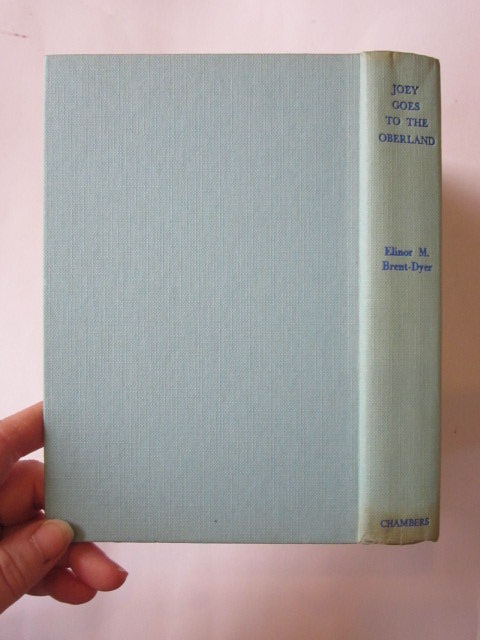 JOEY
GOES
TO THE
OBERLAND
Elinor M.
Brent-Dyer
CHAMBERS